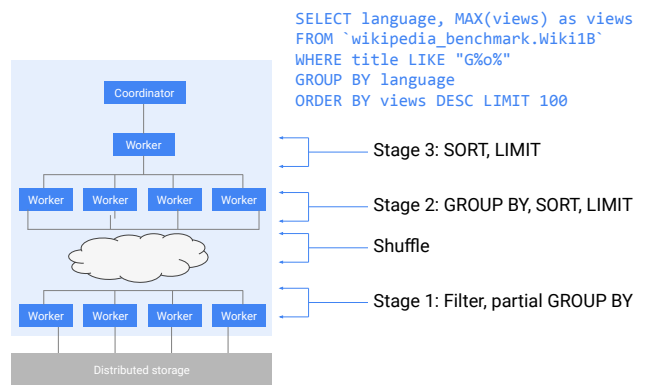 SELECT language, MAX(views) as views
FROM `wikipedia_benchmark.Wiki1B`
WHERE title LIKE "G%o%"
GROUP BY language
ORDER BY views DESC LIMIT 100
Coordinator
Worker
Stage 3: SORT, LIMIT
Worker Worker Worker Worker
Stage 2: GROUP BY, SORT, LIMIT
Shuffle
Stage 1: Filter, partial GROUP BY
Worker Worker Worker Worker
Distributed storage